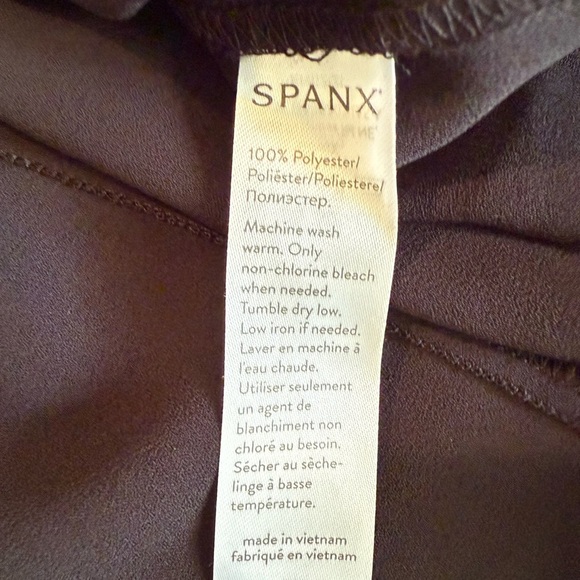 SPANX
100% Polyester/
Poliéster/Poliestere/
Полиэстер.
Machine wash
warm. Only
non-chlorine bleach
when needed.
Tumble dry low.
Low iron if needed.
Laver en machine à
l'eau chaude.
Utiliser seulement
un agent de
blanchiment non
chloré au besoin.
Sécher au sèche-
linge à basse
température.
made in vietnam
fabriqué en vietnam